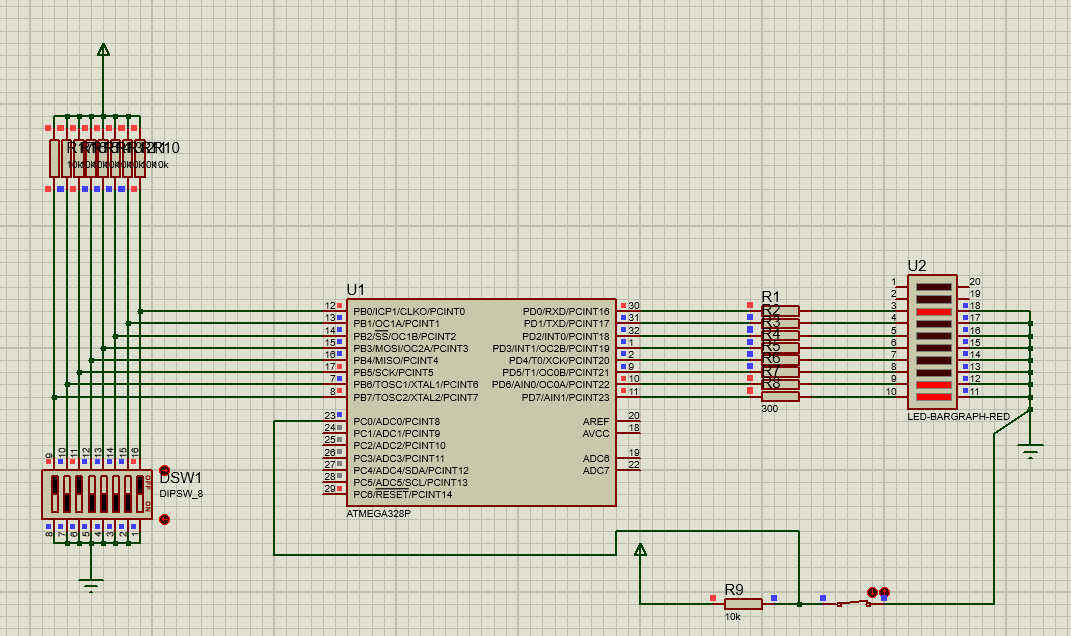 10k
U1
12 PB0/ICP1/CLKO/PCINT0 PD0/RXD/PCINT16 30
13 PB1/OC1A/PCINT1 PD1/TXD/PCINT17 31
14 PB2/SS/OC1B/PCINT2 PD2/INT0/PCINT18 32
15 PB3/MOSI/OC2A/PCINT3 PD3/INT1/OC2B/PCINT19 1
16 PB4/MISO/PCINT4 PD4/T0/XCK/PCINT20 2
17 PB5/SCK/PCINT5 PD5/T1/OC0B/PCINT21 9
7 PB6/TOSC1/XTAL1/PCINT6 PD6/AIN0/OC0A/PCINT22 10
8 PB7/TOSC2/XTAL2/PCINT7 PD7/AIN1/PCINT23 11
23 PC0/ADC0/PCINT8 AREF 20
24 PC1/ADC1/PCINT9 AVCC 18
25 PC2/ADC2/PCINT10
26 PC3/ADC3/PCINT11 ADC6 19
27 PC4/ADC4/SDA/PCINT12 ADC7 22
28 PC5/ADC5/SCL/PCINT13
29 PC6/RESET/PCINT14
ATMEGA328P
R1
R2
R3
R4
R5
R6
R7
R8
300
U2
1 20
2 19
3 18
4 17
5 16
6 15
7 14
8 13
9 12
10 11
LED-BARGRAPH-RED
9 10 11 12 13 14 15 16
OFF
ON
DSW1
DIPSW_8
8 7 6 5 4 3 2 1
R9
10k